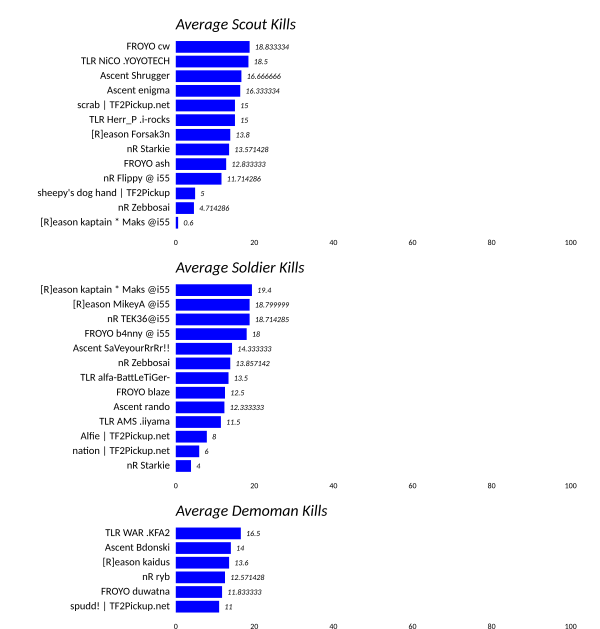 Average Scout Kills
FROYO cw 18.833334
TLR NiCO .YOYOTECH 18.5
Ascent Shrugger 16.666666
Ascent enigma 16.333334
scrab | TF2Pickup.net 15
TLR Herr_P .i-rocks 15
[R]eason Forsak3n 13.8
nR Starkie 13.571428
FROYO ash 12.833333
nR Flippy @ i55 11.714286
sheepy's dog hand | TF2Pickup 5
nR Zebbosai 4.714286
[R]eason kaptain * Maks @i55 0.6
0 20 40 60 80 100
Average Soldier Kills
[R]eason kaptain * Maks @i55 19.4
[R]eason MikeyA @i55 18.799999
nR TEK36@i55 18.714285
FROYO b4nny @ i55 18
Ascent SaVeyourRrRr!! 14.333333
nR Zebbosai 13.857142
TLR alfa-BattLeTiGer- 13.5
FROYO blaze 12.5
Ascent rando 12.333333
TLR AMS .iiyama 11.5
Alfie | TF2Pickup.net 8
nation | TF2Pickup.net 6
nR Starkie 4
0 20 40 60 80 100
Average Demoman Kills
TLR WAR .KFA2 16.5
Ascent Bdonski 14
[R]eason kaidus 13.6
nR ryb 12.571428
FROYO duwatna 11.833333
spudd! | TF2Pickup.net 11
0 20 40 60 80 100